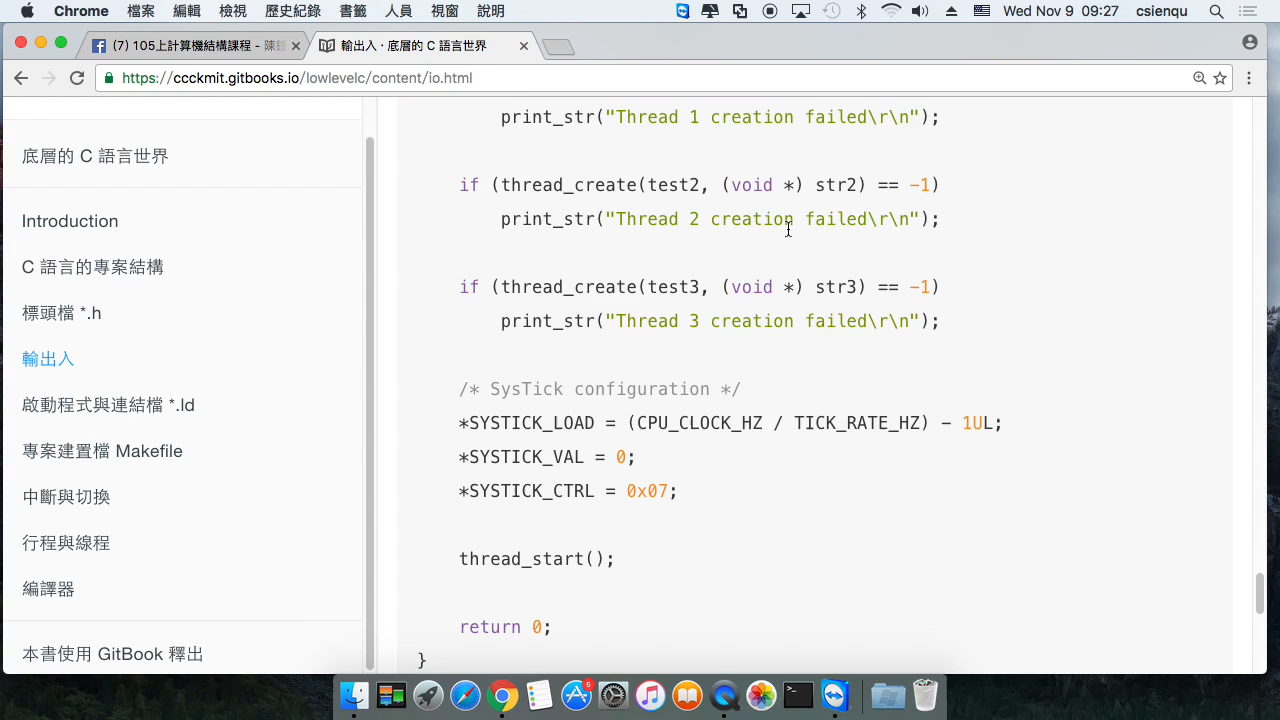 Chrome 檔案 編輯 檢視 歷史紀錄 書籤 人員 視窗 說明 Wed Nov 9 09:27 csienqu
(7) 105上計算機結構課程 - 陳鍾
輸出入 · 底層的 C 語言世界
https://ccckmit.gitbooks.io/lowlevelc/content/io.html
底層的 C 語言世界
Introduction
C 語言的專案結構
標頭檔 *.h
輸出入
啟動程式與連結檔 *.ld
專案建置檔 Makefile
中斷與切換
行程與線程
編譯器
本書使用 GitBook 釋出
print_str("Thread 1 creation failed\r\n");
if (thread_create(test2, (void *) str2) == -1)
print_str("Thread 2 creation failed\r\n");
if (thread_create(test3, (void *) str3) == -1)
print_str("Thread 3 creation failed\r\n");
/* SysTick configuration */
*SYSTICK_LOAD = (CPU_CLOCK_HZ / TICK_RATE_HZ) - 1UL;
*SYSTICK_VAL = 0;
*SYSTICK_CTRL = 0x07;
thread_start();
return 0;
}
6